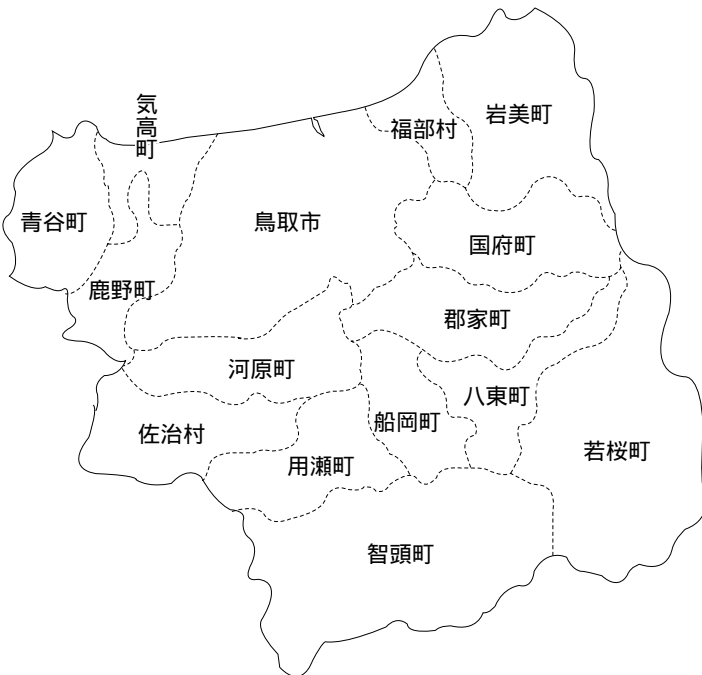 気高町
岩美町
福部村
青谷町
鳥取市
国府町
鹿野町
郡家町
河原町
八東町
船岡町
佐治村
若桜町
用瀬町
智頭町